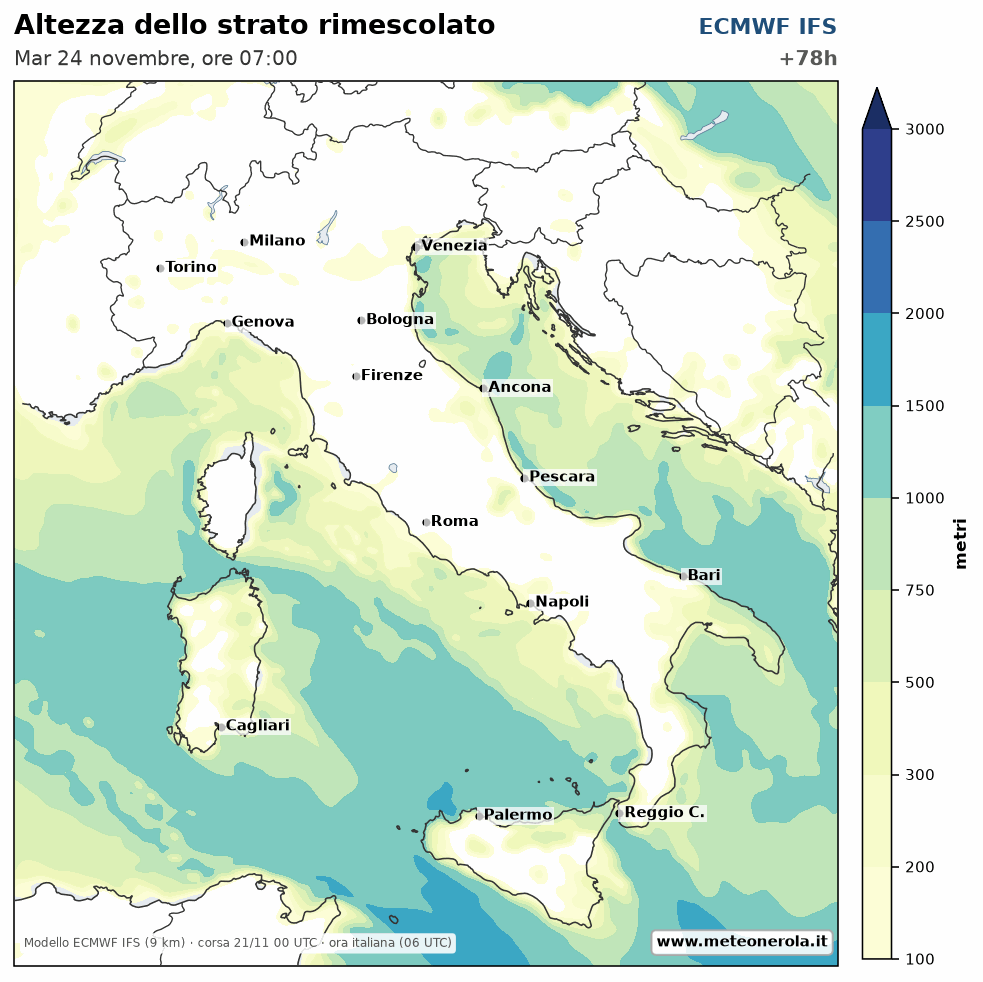 Altezza dello strato rimescolato
ECMWF IFS
Mar 24 novembre, ore 07:00
+78h
3000
2500
2000
1500
1000
750
500
300
200
100
metri
Milano
Venezia
Torino
Genova
Bologna
Firenze
Ancona
Pescara
Roma
Bari
Napoli
Cagliari
Palermo
Reggio C.
Modello ECMWF IFS (9 km) · corsa 21/11 00 UTC · ora italiana (06 UTC)
www.meteonerola.it